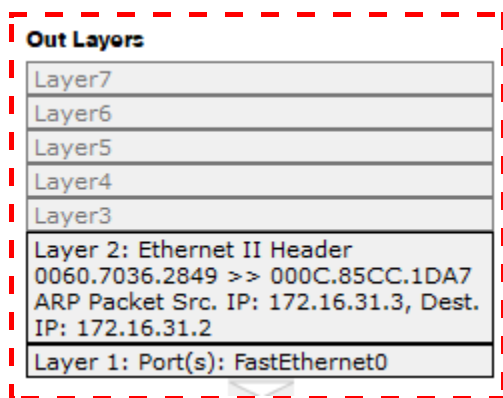 Out Layers
Layer7
Layer6
Layer5
Layer4
Layer3
Layer 2: Ethernet II Header
0060.7036.2849 >> 000C.85CC.1DA7
ARP Packet Src. IP: 172.16.31.3, Dest.
IP: 172.16.31.2
Layer 1: Port(s): FastEthernet0